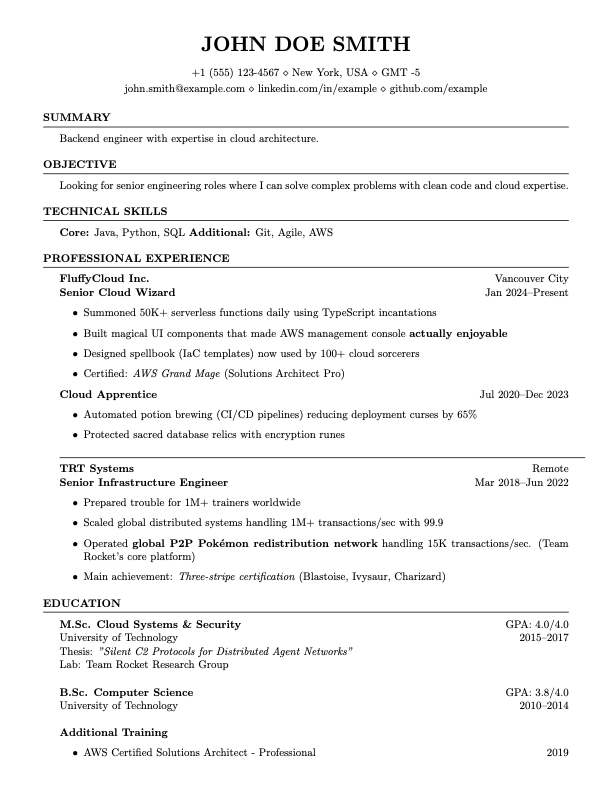 JOHN DOE SMITH
+1 (555) 123-4567 ⋄ New York, USA ⋄ GMT -5
john.smith@example.com ⋄ linkedin.com/in/example ⋄ github.com/example
SUMMARY
Backend engineer with expertise in cloud architecture.
OBJECTIVE
Looking for senior engineering roles where I can solve complex problems with clean code and cloud expertise.
TECHNICAL SKILLS
Core: Java, Python, SQL Additional: Git, Agile, AWS
PROFESSIONAL EXPERIENCE
FluffyCloud Inc. Vancouver City
Senior Cloud Wizard Jan 2024–Present
• Summoned 50K+ serverless functions daily using TypeScript incantations
• Built magical UI components that made AWS management console actually enjoyable
• Designed spellbook (IaC templates) now used by 100+ cloud sorcerers
• Certified: AWS Grand Mage (Solutions Architect Pro)
Cloud Apprentice Jul 2020–Dec 2023
• Automated potion brewing (CI/CD pipelines) reducing deployment curses by 65%
• Protected sacred database relics with encryption runes
TRT Systems Remote
Senior Infrastructure Engineer Mar 2018–Jun 2022
• Prepared trouble for 1M+ trainers worldwide
• Scaled global distributed systems handling 1M+ transactions/sec with 99.9
• Operated global P2P Pokémon redistribution network handling 15K transactions/sec. (Team
Rocket's core platform)
• Main achievement: Three-stripe certification (Blastoise, Ivysaur, Charizard)
EDUCATION
M.Sc. Cloud Systems & Security GPA: 4.0/4.0
University of Technology 2015–2017
Thesis: "Silent C2 Protocols for Distributed Agent Networks"
Lab: Team Rocket Research Group
B.Sc. Computer Science GPA: 3.8/4.0
University of Technology 2010–2014
Additional Training
• AWS Certified Solutions Architect - Professional 2019